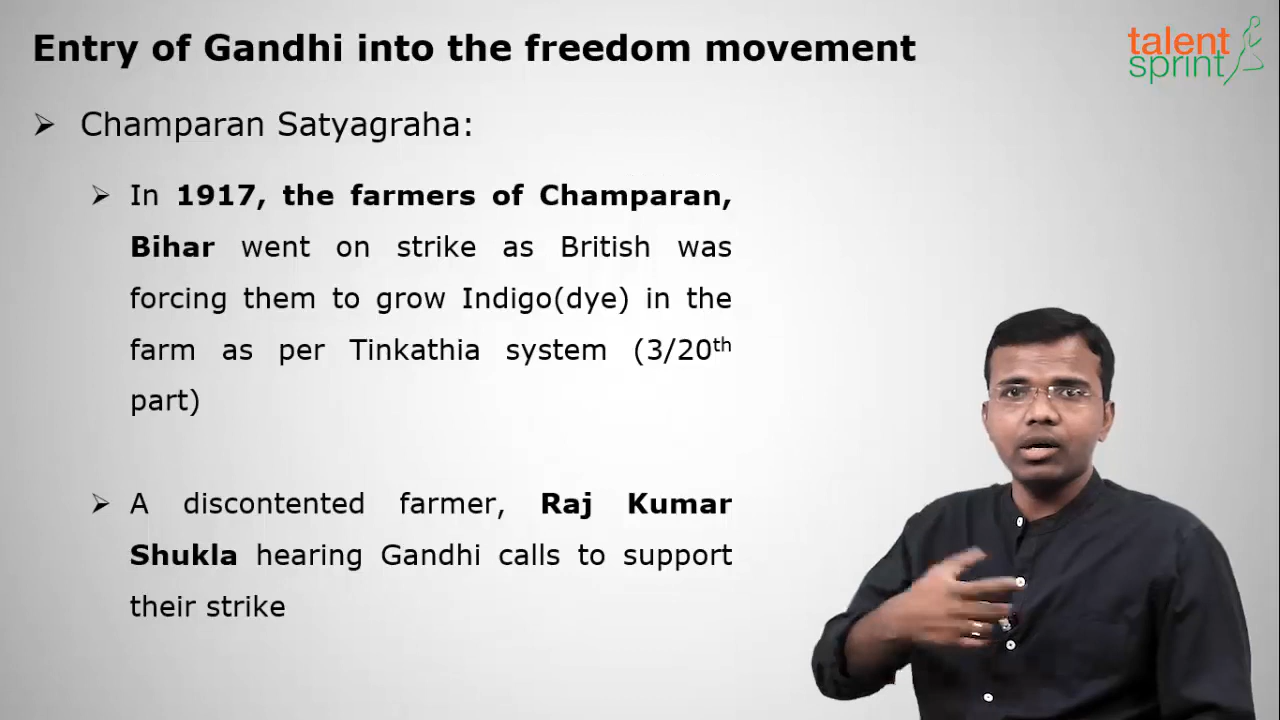 Entry of Gandhi into the freedom movement
talent
sprint
Champaran Satyagraha:
In 1917, the farmers of Champaran,
Bihar went on strike as British was
forcing them to grow Indigo(dye) in the
farm as per Tinkathia system (3/20th
part)
A discontented farmer, Raj Kumar
Shukla hearing Gandhi calls to support
their strike